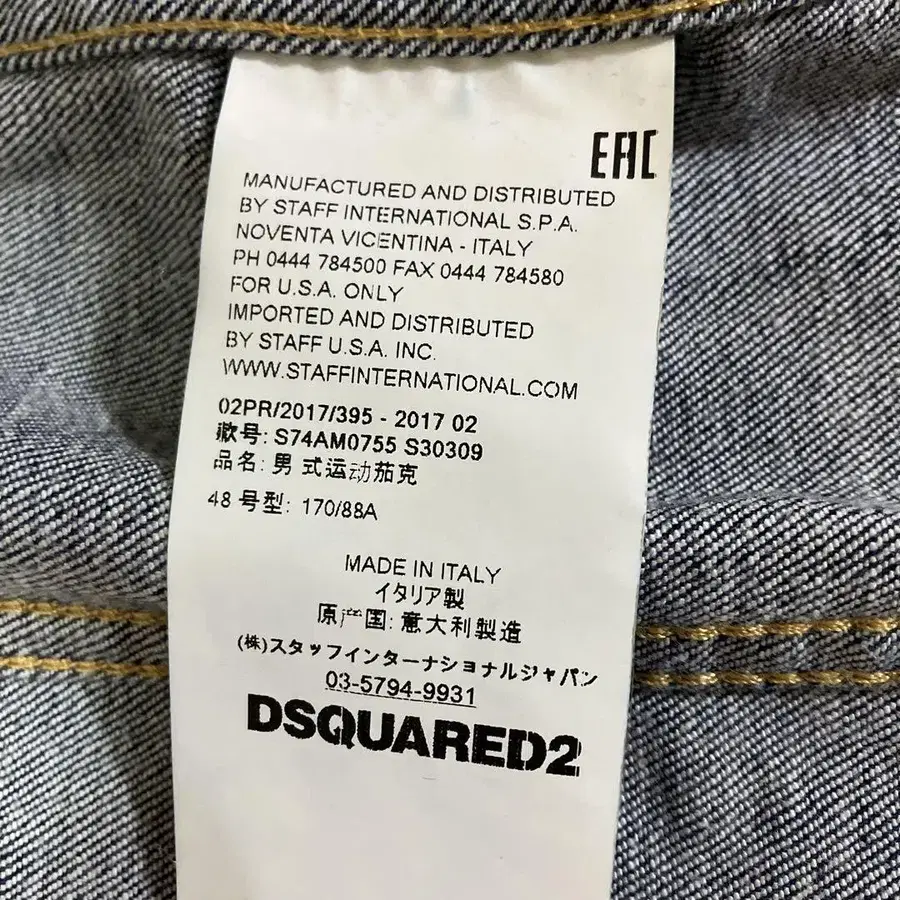 EAC
MANUFACTURED AND DISTRIBUTED
BY STAFF INTERNATIONAL S.P.A.
NOVENTA VICENTINA - ITALY
PH 0444 784500 FAX 0444 784580
FOR U.S.A. ONLY
IMPORTED AND DISTRIBUTED
BY STAFF U.S.A. INC.
WWW.STAFFINTERNATIONAL.COM
02PR/2017/395 - 2017 02
款号: S74AM0755 S30309
品名: 男 式运动茄克
48 号型: 170/88A
MADE IN ITALY
イタリア製
原产国: 意大利製造
(株)スタッフインターナショナルジャパン
03-5794-9931
DSQUARED2